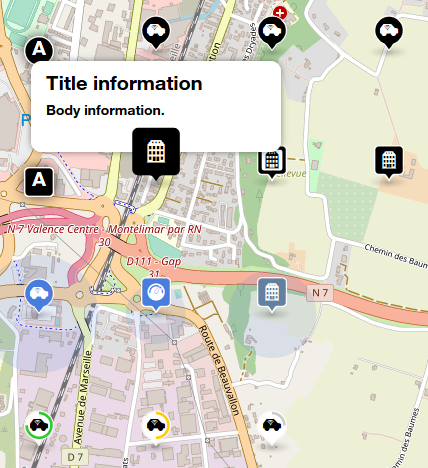 des Dryades
A
Title information
Body information.
P
A
Bellevue
N 7 Valence Centre - Montélimar par RN
30
D111 - Gap
31
Chemin des Baum
N 7
Route de Beauvallon
Avenue de Marseille
D 7
Chemin des Baumes